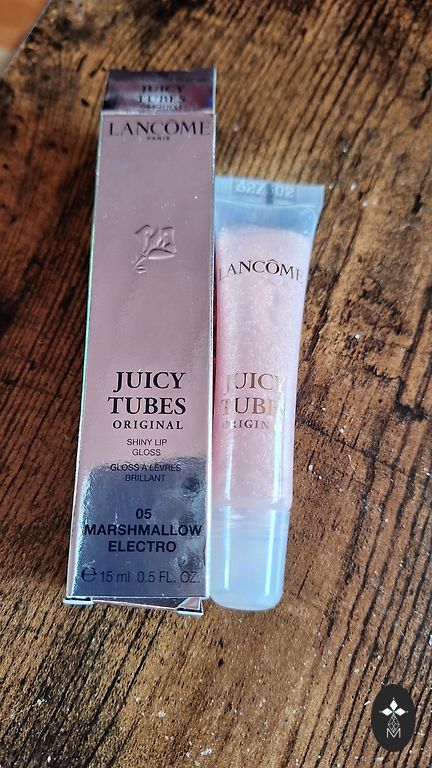 JUICY
TUBES
ORIGINAL
LANCÔME
PARIS
JUICY
TUBES
ORIGINAL
SHINY LIP
GLOSS
GLOSS À LÈVRES
BRILLANT
05
MARSHMALLOW
ELECTRO
℮ 15 ml 0.5 FL. OZ.
LANCÔME
JUICY
TUBES
ORIGINAL